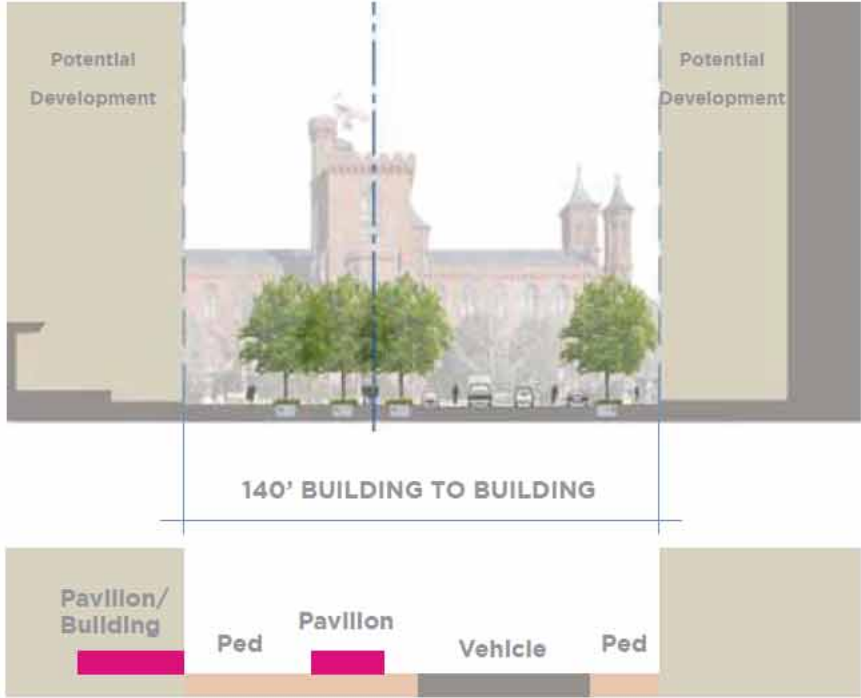 Potential
Development
Potential
Development
140’ BUILDING TO BUILDING
Pavilion/
Building
Ped
Pavilion
Vehicle
Ped